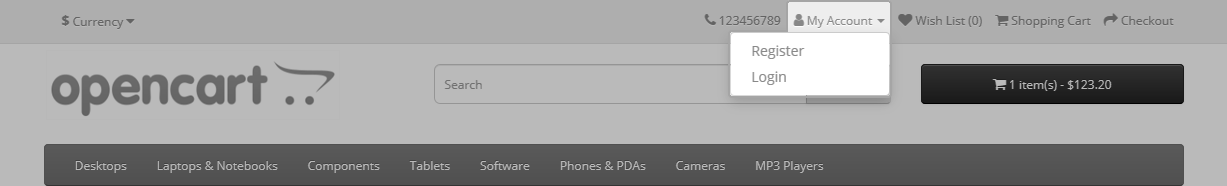 $ Currency 123456789 My Account Wish List (0) Shopping Cart Checkout
Register
Login
opencart Search 1 item(s) - $123.20
Desktops Laptops & Notebooks Components Tablets Software Phones & PDAs Cameras MP3 Players